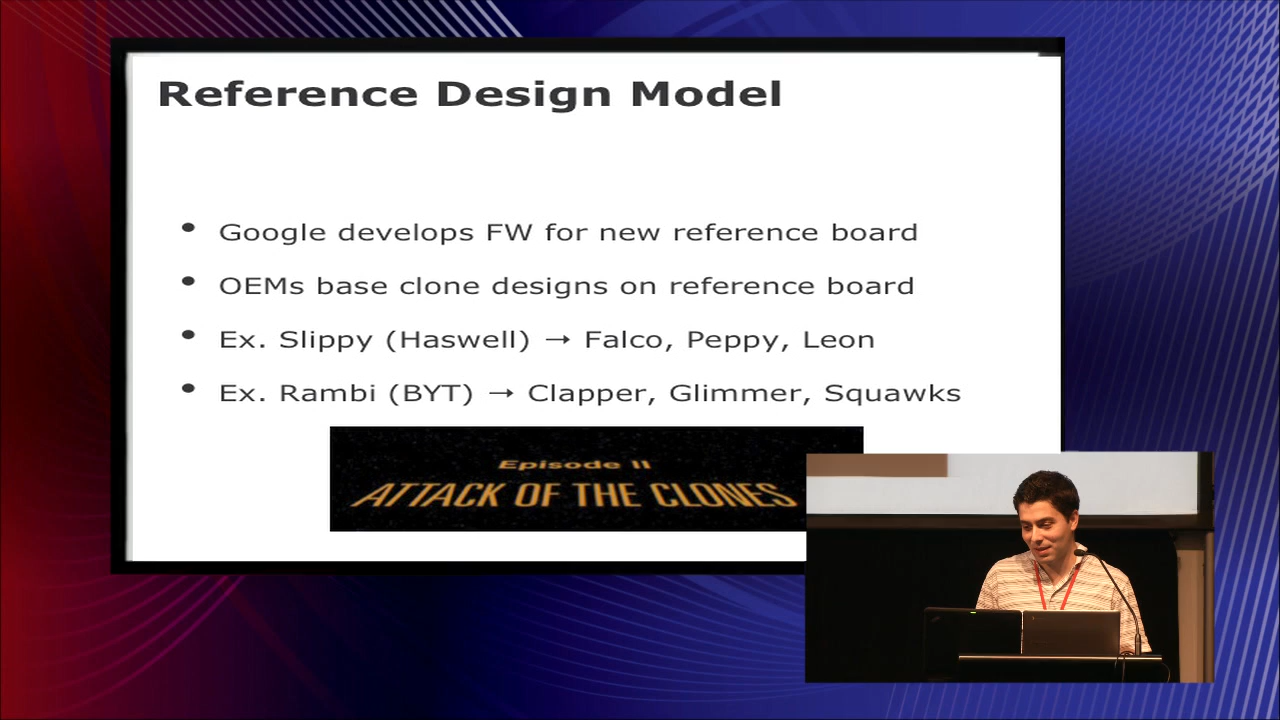 Reference Design Model
• Google develops FW for new reference board
• OEMs base clone designs on reference board
• Ex. Slippy (Haswell) → Falco, Peppy, Leon
• Ex. Rambi (BYT) → Clapper, Glimmer, Squawks
Episode II
ATTACK OF THE CLONES